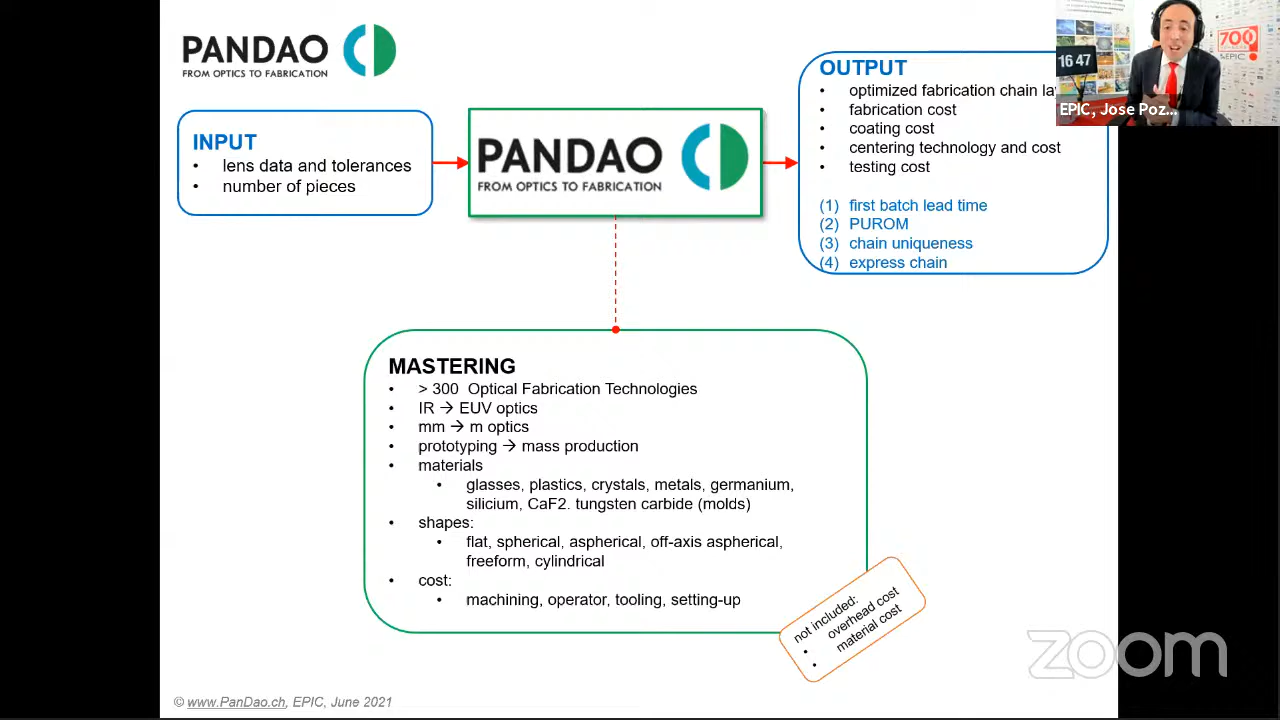 PANDAO
FROM OPTICS TO FABRICATION
INPUT
• lens data and tolerances
• number of pieces
PANDAO
FROM OPTICS TO FABRICATION
OUTPUT
• optimized fabrication chain
• fabrication cost
• coating cost
• centering technology and cost
• testing cost
(1) first batch lead time
(2) PUROM
(3) chain uniqueness
(4) express chain
16 47
700
EPIC
EPIC, Jose Poz...
MASTERING
• > 300 Optical Fabrication Technologies
• IR → EUV optics
• mm → m optics
• prototyping → mass production
• materials
• glasses, plastics, crystals, metals, germanium,
silicium, CaF2. tungsten carbide (molds)
• shapes:
• flat, spherical, aspherical, off-axis aspherical,
freeform, cylindrical
• cost:
• machining, operator, tooling, setting-up
not included:
• overhead cost
• material cost
© www.PanDao.ch, EPIC, June 2021
zoom